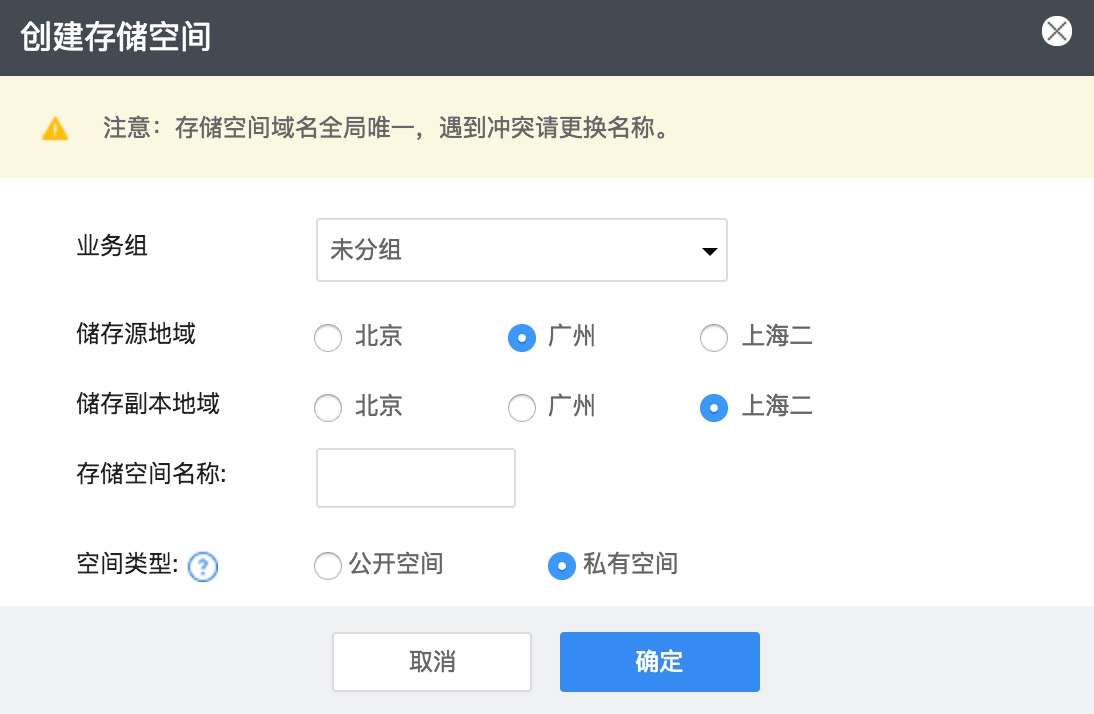 创建存储空间
注意：存储空间域名全局唯一，遇到冲突请更换名称。
业务组 未分组
储存源地域 北京 广州 上海二
储存副本地域 北京 广州 上海二
存储空间名称:
空间类型: ? 公开空间 私有空间
取消 确定